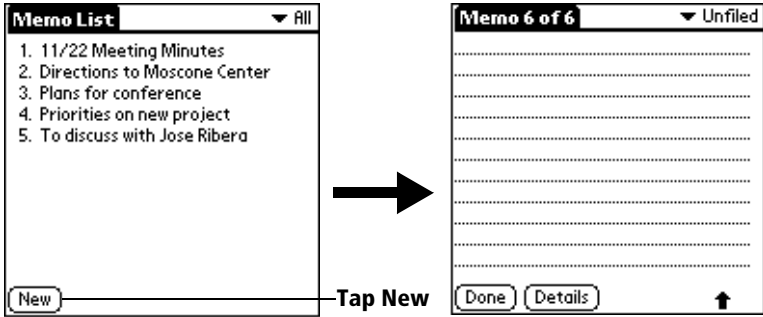 Memo List
All
1. 11/22 Meeting Minutes
2. Directions to Moscone Center
3. Plans for conference
4. Priorities on new project
5. To discuss with Jose Ribera
New
Tap New
Memo 6 of 6
Unfiled
Done
Details